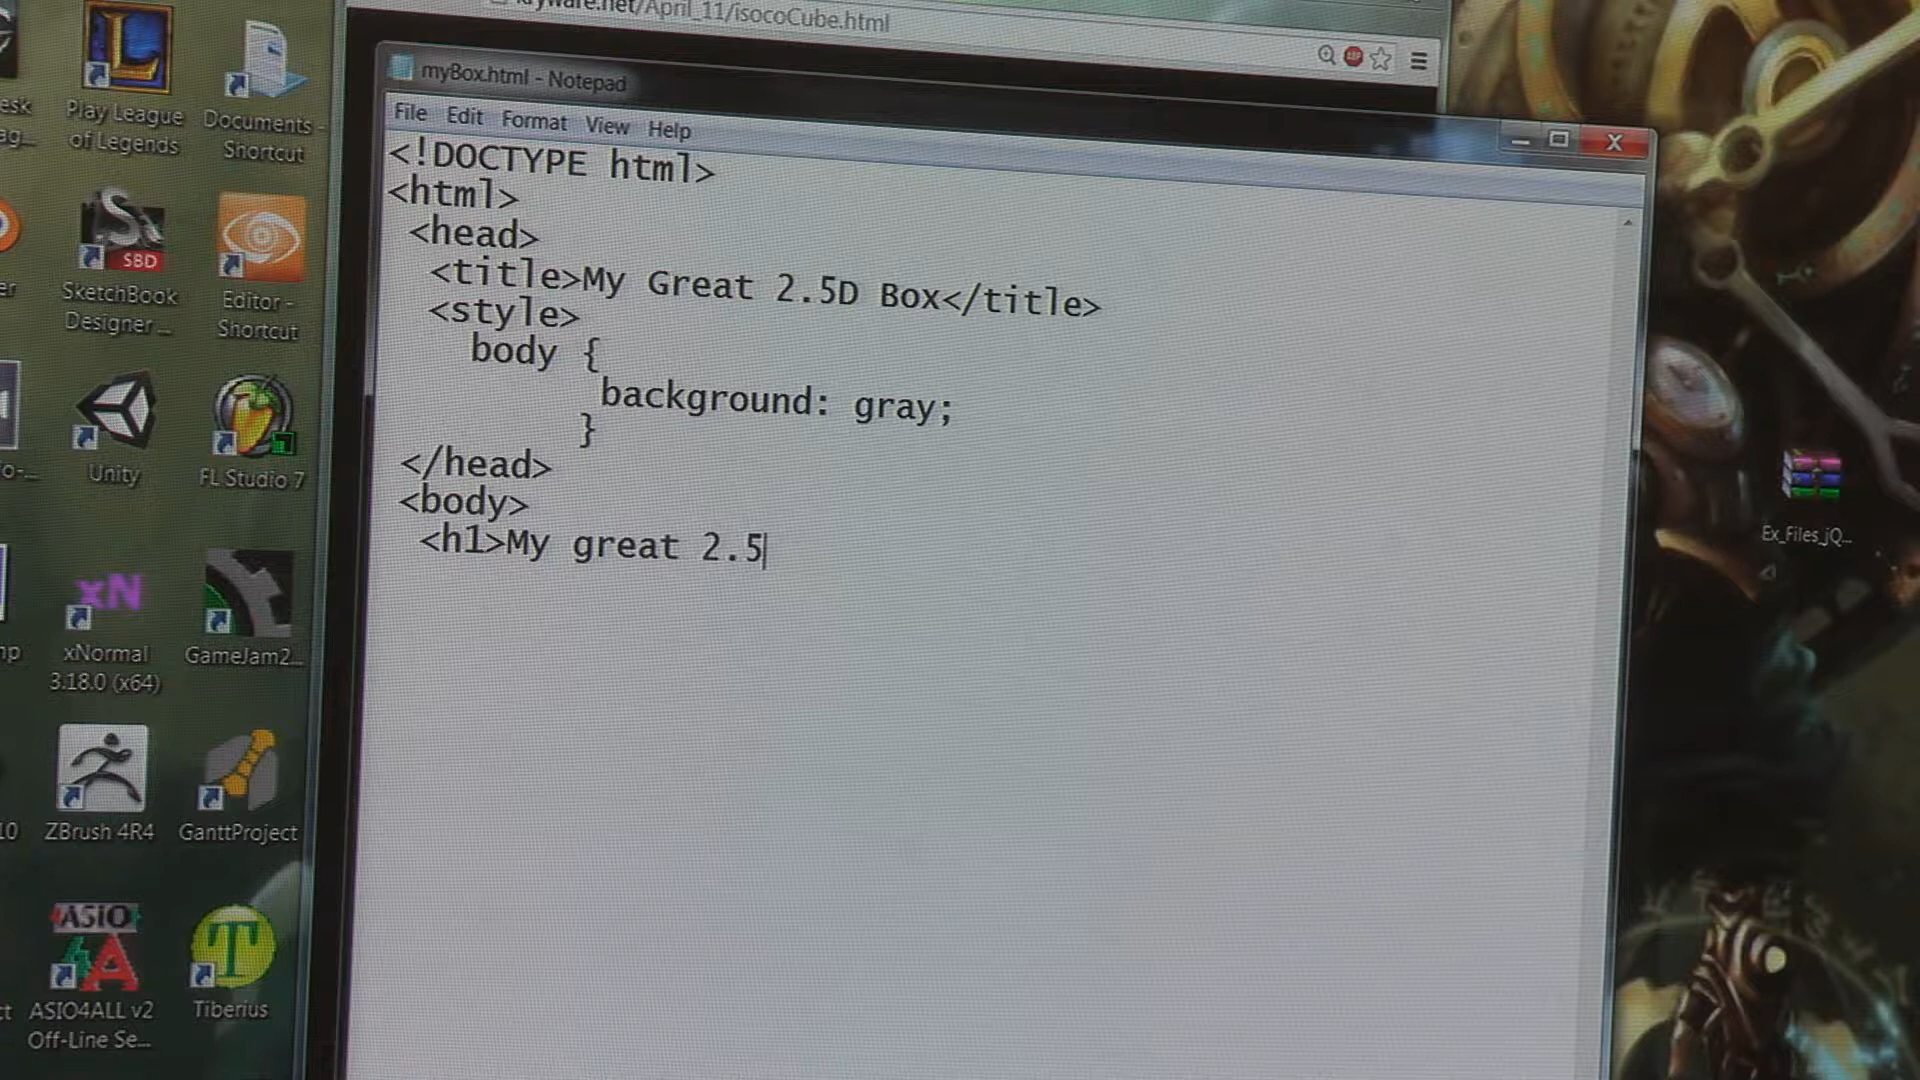 /April_11/isocoCube.html
myBox.html - Notepad
File Edit Format View Help
<!DOCTYPE html>
<html>
<head>
<title>My Great 2.5D Box</title>
<style>
body {
background: gray;
}
</head>
<body>
<h1>My great 2.5
Play League
of Legends
Documents -
Shortcut
SBD
SketchBook
Designer ...
Editor -
Shortcut
Unity
FL Studio 7
xN
xNormal
3.18.0 (x64)
GameJam2...
ZBrush 4R4
GanttProject
ASIO
A
ASIO4ALL v2
Off-Line Se...
T
Tiberius
Ex_Files_jQ...
L